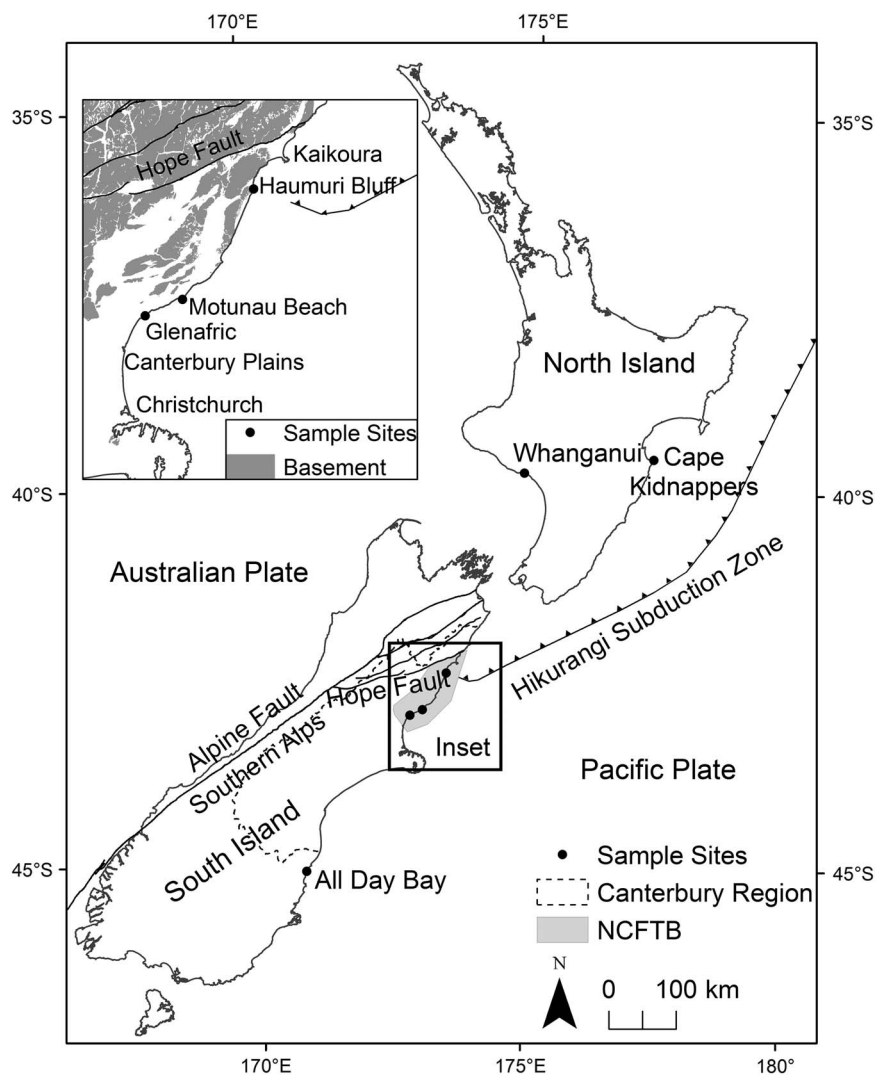 170°E
175°E
35°S
35°S
Hope Fault
Kaikoura
Haumuri Bluff
Motunau Beach
Glenafric
Canterbury Plains
Christchurch
Sample Sites
Basement
North Island
Whanganui
Cape
Kidnappers
40°S
40°S
Australian Plate
Hikurangi Subduction Zone
Hope Fault
Alpine Fault
Southern Alps
Inset
Pacific Plate
South Island
45°S
45°S
All Day Bay
Sample Sites
Canterbury Region
NCFTB
N
0 100 km
170°E
175°E
180°